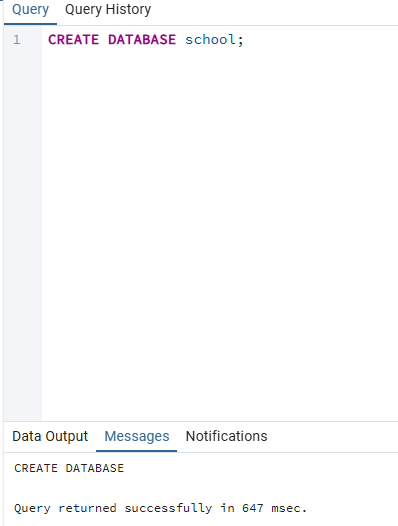 Query Query History
1 CREATE DATABASE school;
Data Output Messages Notifications
CREATE DATABASE
Query returned successfully in 647 msec.